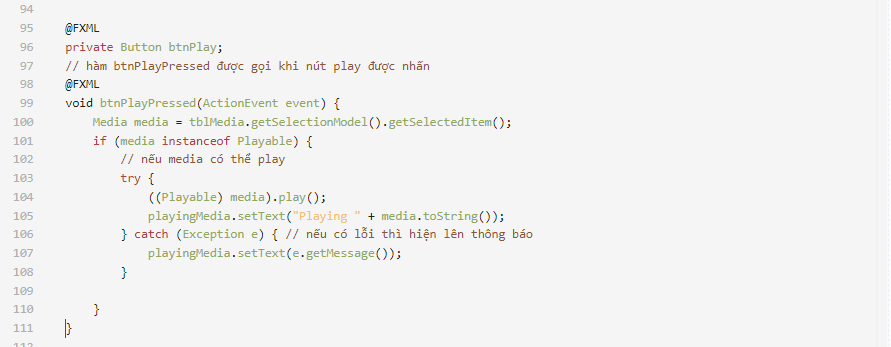 94
95 @FXML
96 private Button btnPlay;
97 // hàm btnPlayPressed được gọi khi nút play được nhấn
98 @FXML
99 void btnPlayPressed(ActionEvent event) {
100 Media media = tblMedia.getSelectionModel().getSelectedItem();
101 if (media instanceof Playable) {
102 // nếu media có thể play
103 try {
104 ((Playable) media).play();
105 playingMedia.setText("Playing " + media.toString());
106 } catch (Exception e) { // nếu có lỗi thì hiện lên thông báo
107 playingMedia.setText(e.getMessage());
108 }
109
110 }
111 }
112